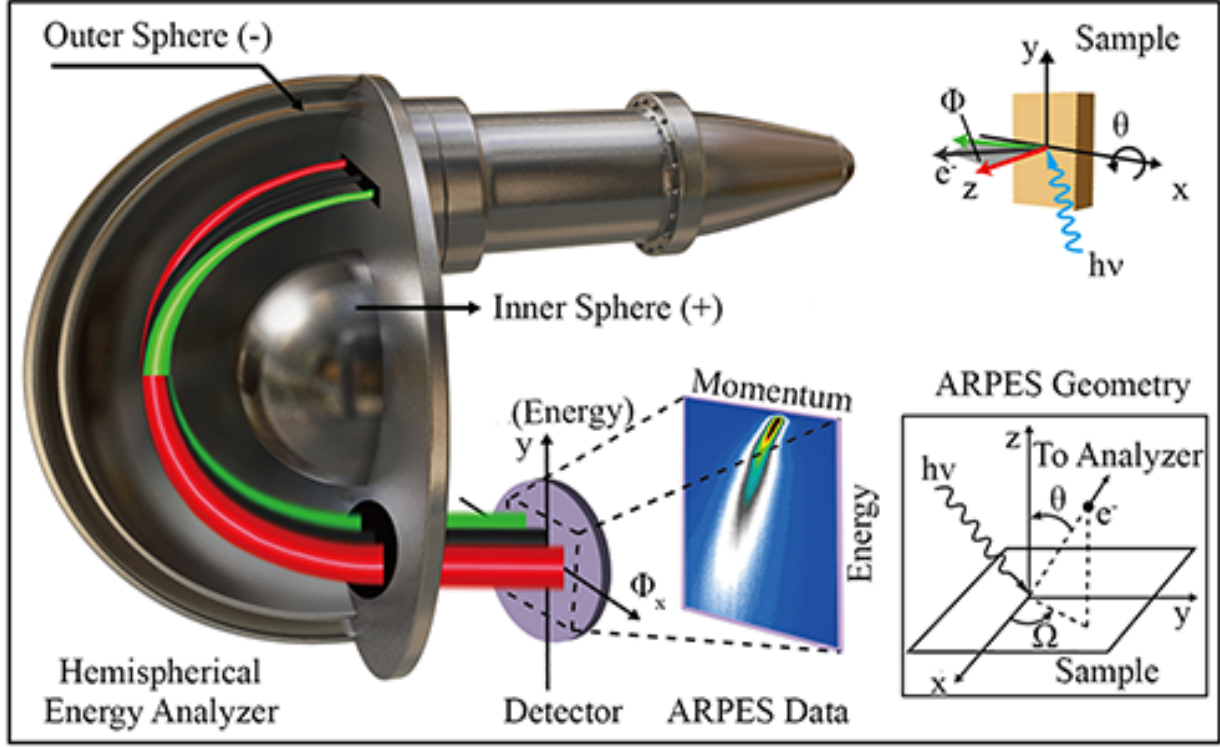 Outer Sphere (-)
Sample
y
Φ
θ
e-
z
x
hν
Inner Sphere (+)
ARPES Geometry
Momentum
(Energy)
y
Energy
Φx
z
To Analyzer
hν
θ
e-
y
Ω
x
Sample
Hemispherical
Energy Analyzer
Detector
ARPES Data